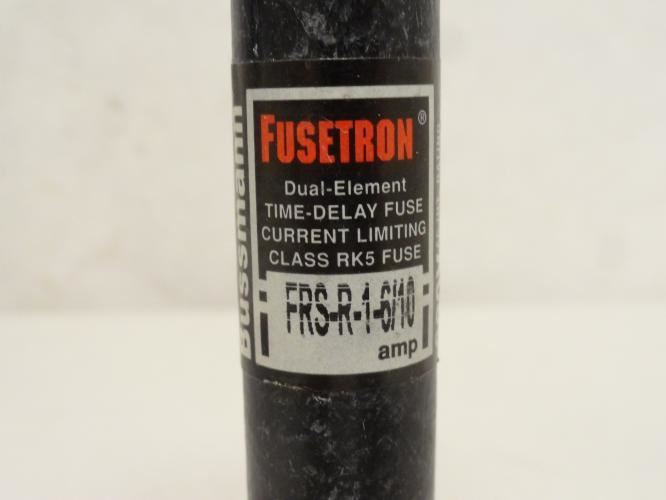 Bussmann
FUSETRON®
Dual-Element
TIME-DELAY FUSE
CURRENT LIMITING
CLASS RK5 FUSE
FRS-R-1-6/10
amp